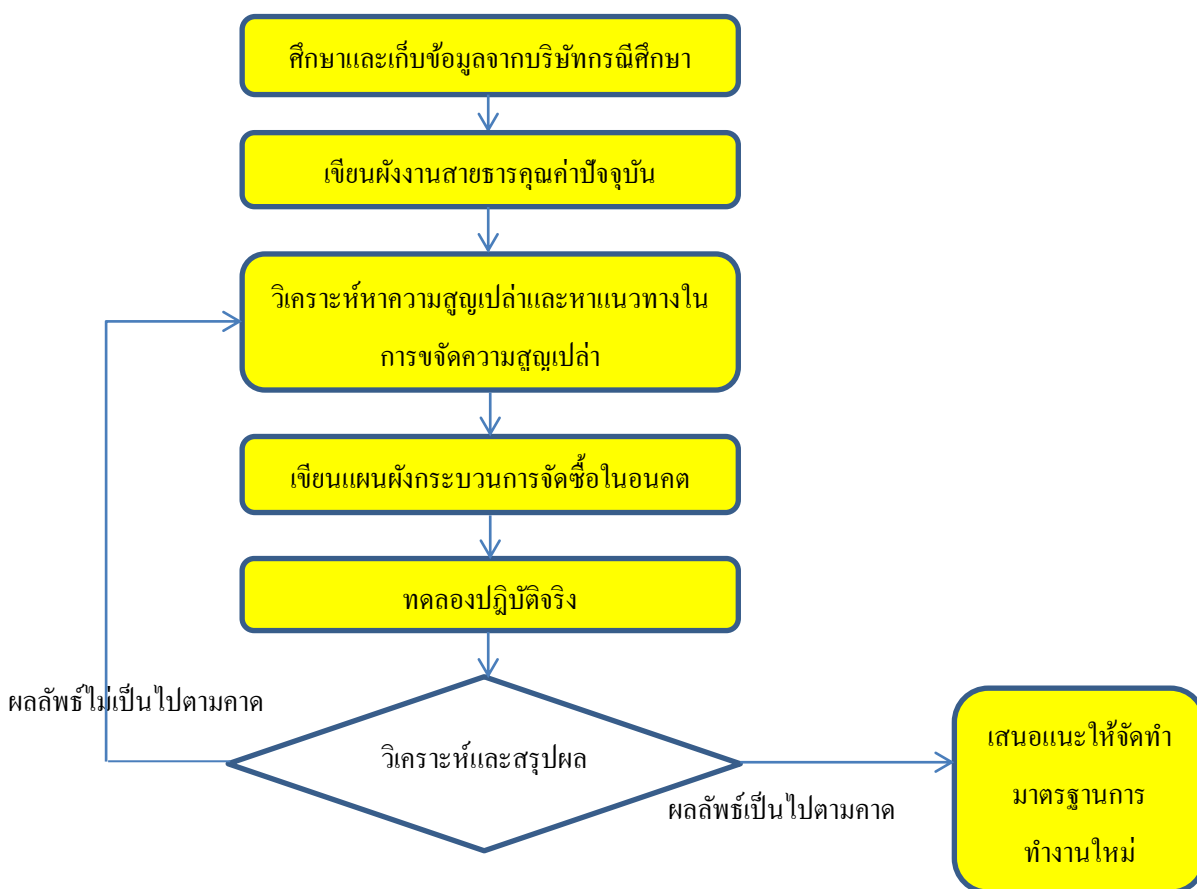 ศึกษาและเก็บข้อมูลจากบริษัทกรณีศึกษา
เขียนผังงานสายธารคุณค่าปัจจุบัน
วิเคราะห์หาความสูญเปล่าและหาแนวทางใน
การขจัดความสูญเปล่า
เขียนแผนผังกระบวนการจัดซื้อในอนคต
ทดลองปฎิบัติจริง
ผลลัพธ์ไม่เป็นไปตามคาด
วิเคราะห์และสรุปผล
ผลลัพธ์เป็นไปตามคาด
เสนอแนะให้จัดทำ
มาตรฐานการ
ทำงานใหม่